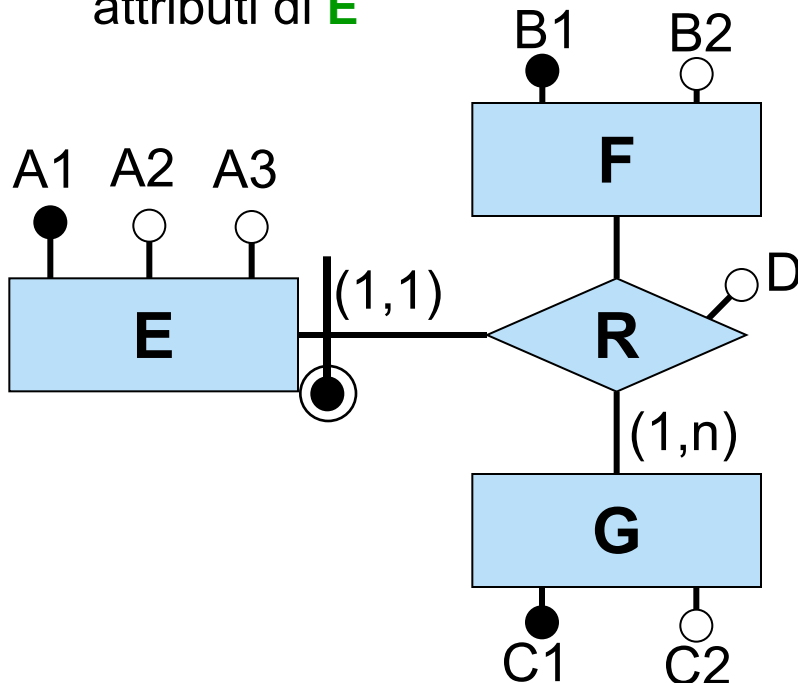 attributi di E
B1 B2
F
A1 A2 A3
D
(1,1)
E
R
(1,n)
G
C1 C2